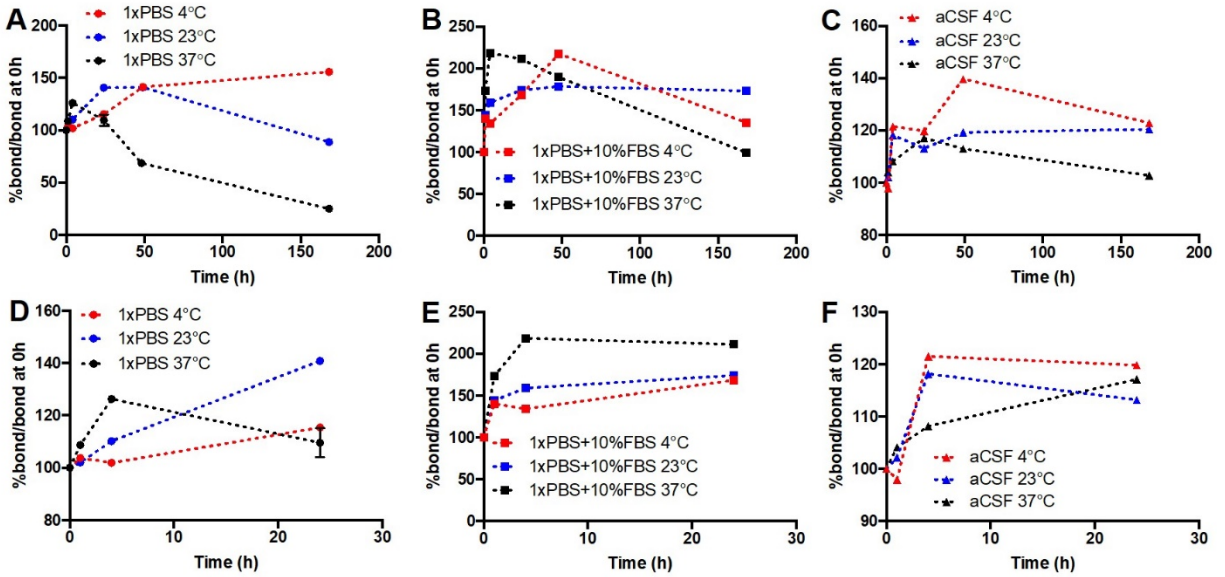 A
1xPBS 4°C
1xPBS 23°C
1xPBS 37°C
%bond/bond at 0h
200
150
100
50
0
0 50 100 150 200
Time (h)
B
1xPBS+10%FBS 4°C
1xPBS+10%FBS 23°C
1xPBS+10%FBS 37°C
%bond/bond at 0h
250
200
150
100
50
0
0 50 100 150 200
Time (h)
C
aCSF 4°C
aCSF 23°C
aCSF 37°C
%bond/bond at 0h
160
140
120
100
80
0 50 100 150 200
Time (h)
D
1xPBS 4°C
1xPBS 23°C
1xPBS 37°C
%bond/bond at 0h
160
140
120
100
80
0 10 20 30
Time (h)
E
1xPBS+10%FBS 4°C
1xPBS+10%FBS 23°C
1xPBS+10%FBS 37°C
%bond/bond at 0h
250
200
150
100
50
0
0 10 20 30
Time (h)
F
aCSF 4°C
aCSF 23°C
aCSF 37°C
%bond/bond at 0h
130
120
110
100
90
0 10 20 30
Time (h)